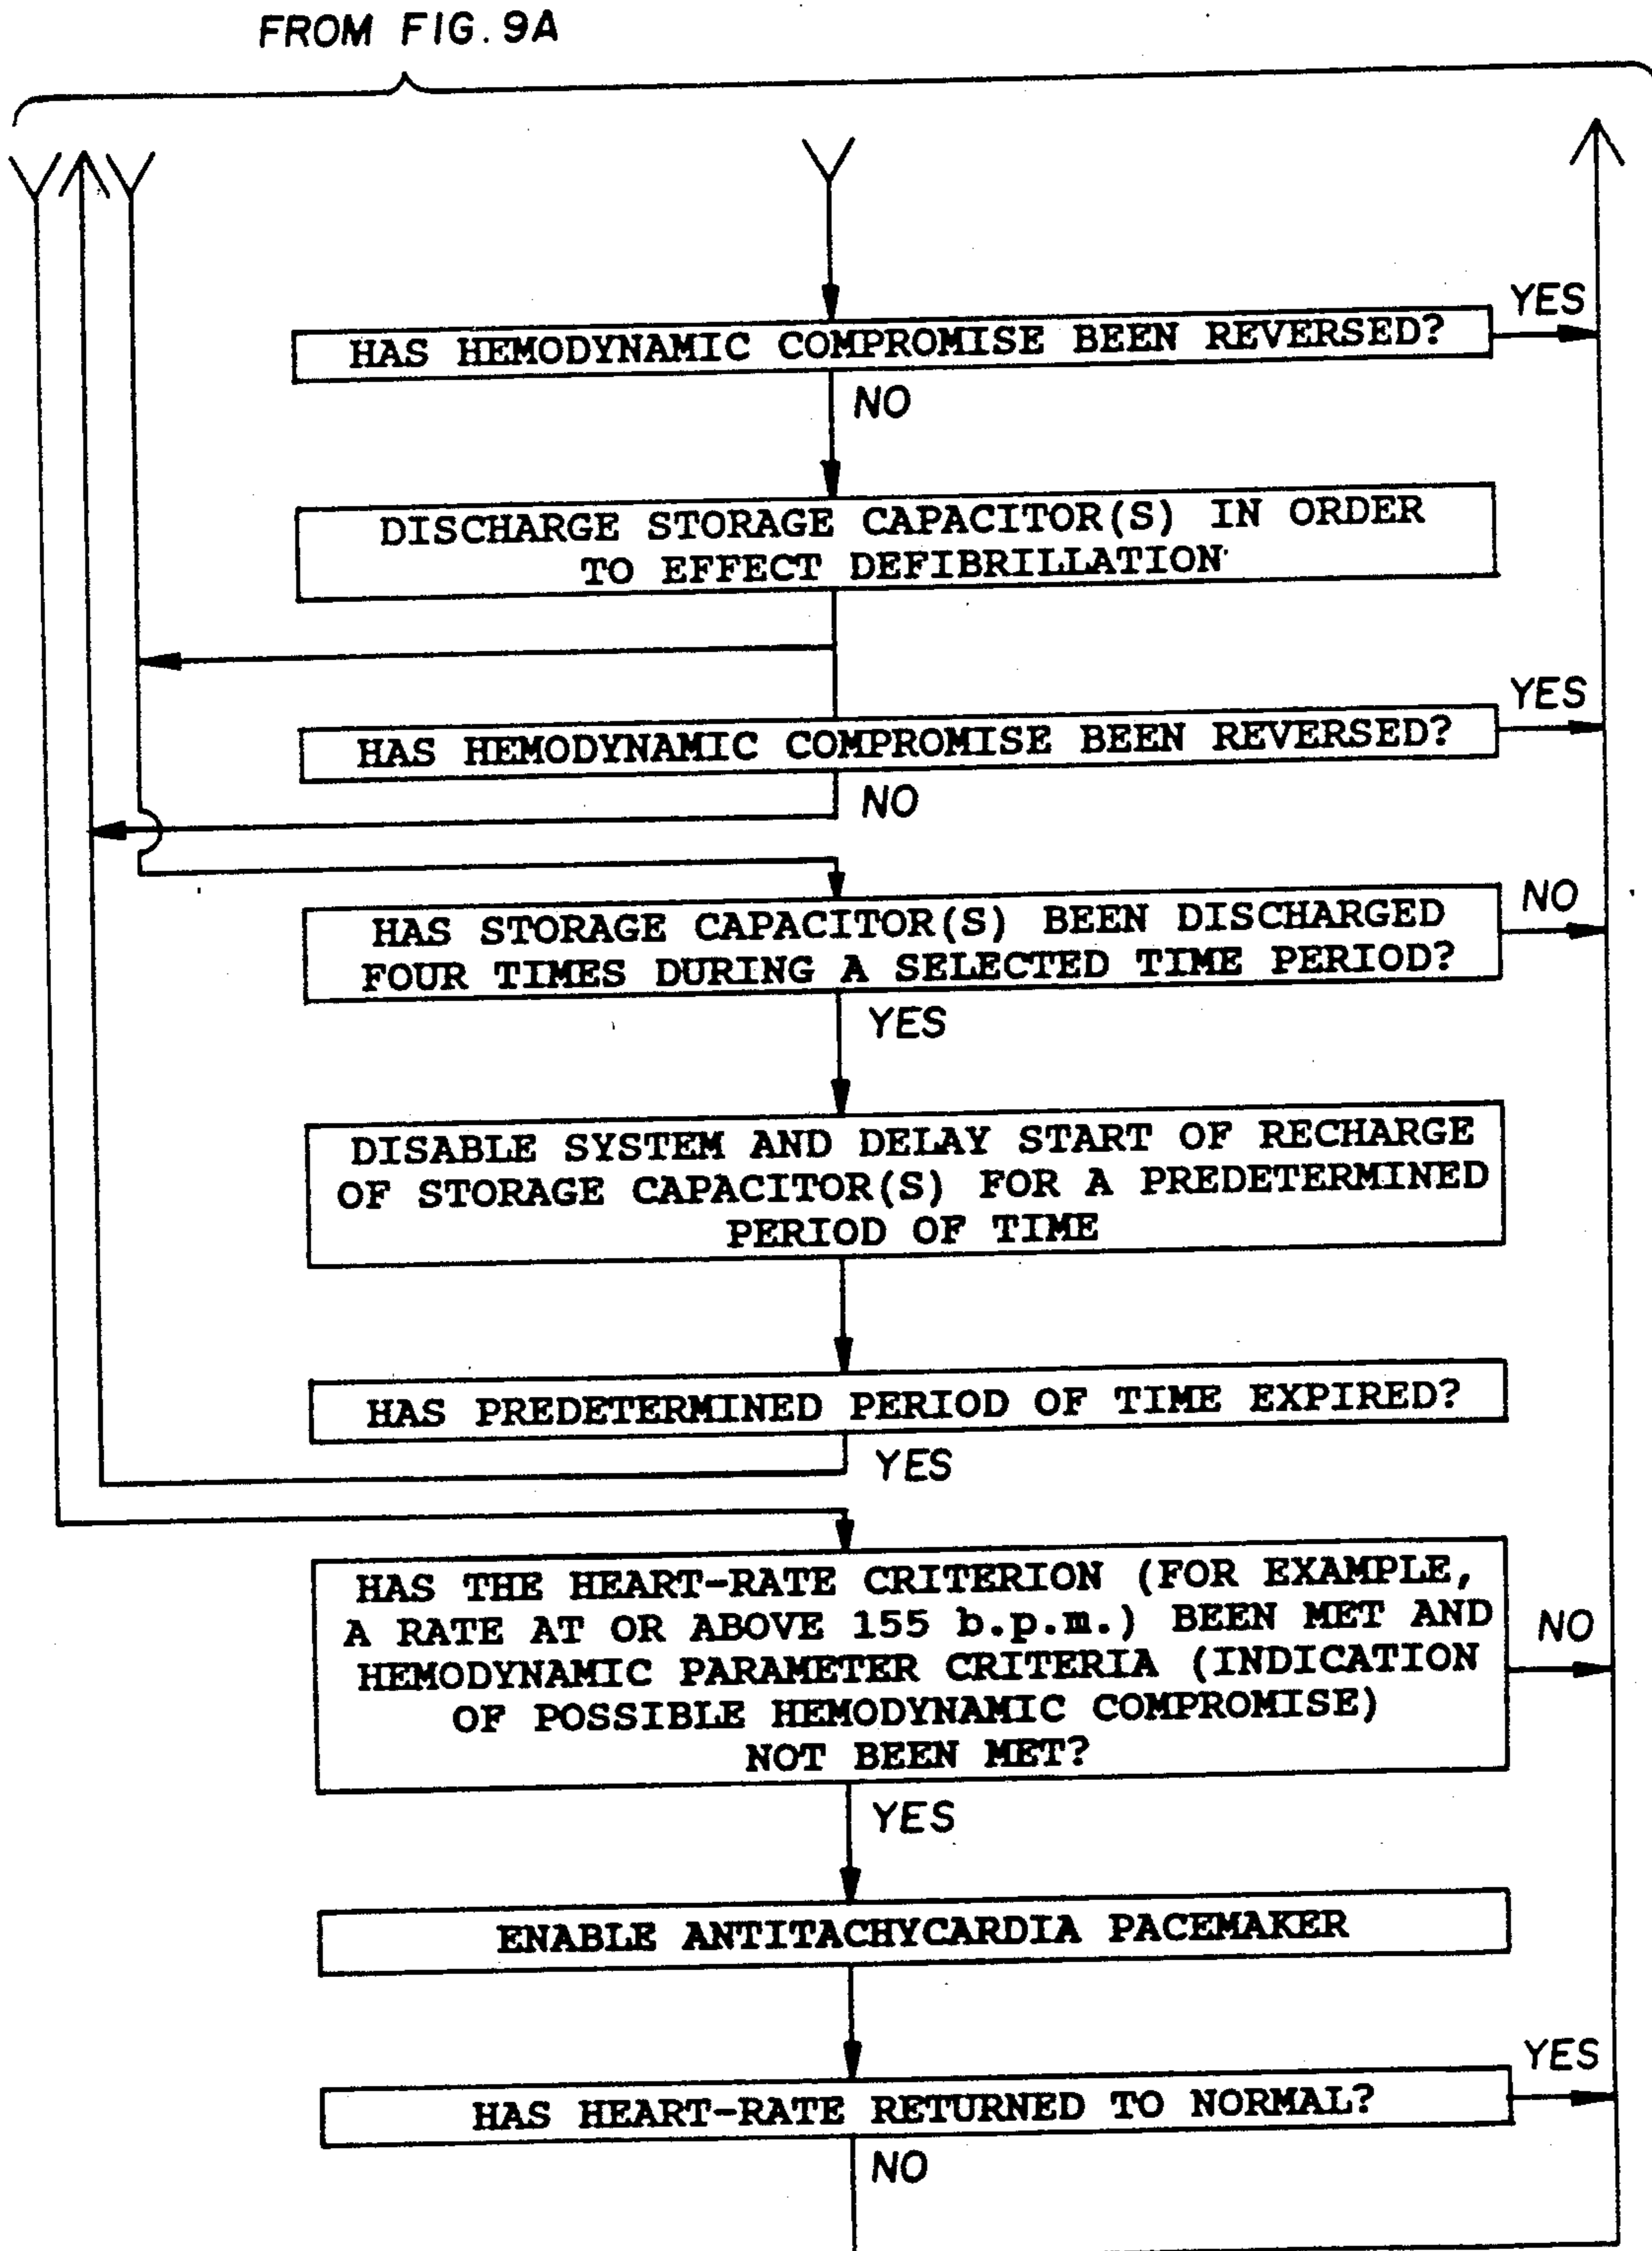 FROM FIG. 9A
YES
HAS HEMODYNAMIC COMPROMISE BEEN REVERSED?
NO
DISCHARGE STORAGE CAPACITOR(S) IN ORDER
TO EFFECT DEFIBRILLATION
YES
HAS HEMODYNAMIC COMPROMISE BEEN REVERSED?
NO
NO
HAS STORAGE CAPACITOR(S) BEEN DISCHARGED
FOUR TIMES DURING A SELECTED TIME PERIOD?
YES
DISABLE SYSTEM AND DELAY START OF RECHARGE
OF STORAGE CAPACITOR(S) FOR A PREDETERMINED
PERIOD OF TIME
HAS PREDETERMINED PERIOD OF TIME EXPIRED?
YES
HAS THE HEART-RATE CRITERION (FOR EXAMPLE,
A RATE AT OR ABOVE 155 b.p.m.) BEEN MET AND
HEMODYNAMIC PARAMETER CRITERIA (INDICATION
OF POSSIBLE HEMODYNAMIC COMPROMISE)
NOT BEEN MET?
NO
YES
ENABLE ANTITACHYCARDIA PACEMAKER
YES
HAS HEART-RATE RETURNED TO NORMAL?
NO